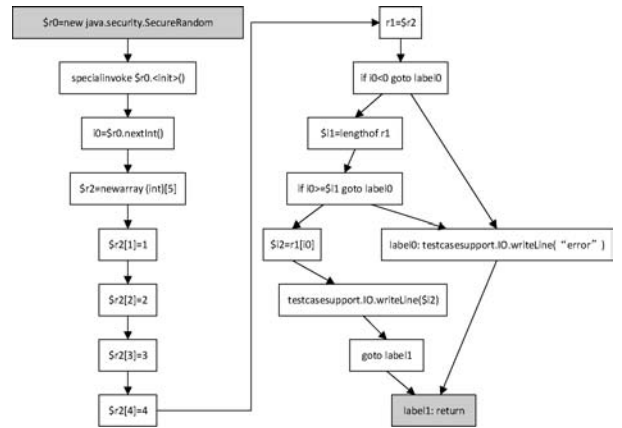 $r0=new java.security.SecureRandom
specialinvoke $r0.<init>()
i0=$r0.nextInt()
$r2=newarray (int)[5]
$r2[1]=1
$r2[2]=2
$r2[3]=3
$r2[4]=4
r1=$r2
if i0<0 goto label0
$i1=lengthof r1
if i0>=$i1 goto label0
$i2=r1[i0]
label0: testcasesupport.IO.writeLine( “error” )
testcasesupport.IO.writeLine($i2)
goto label1
label1: return